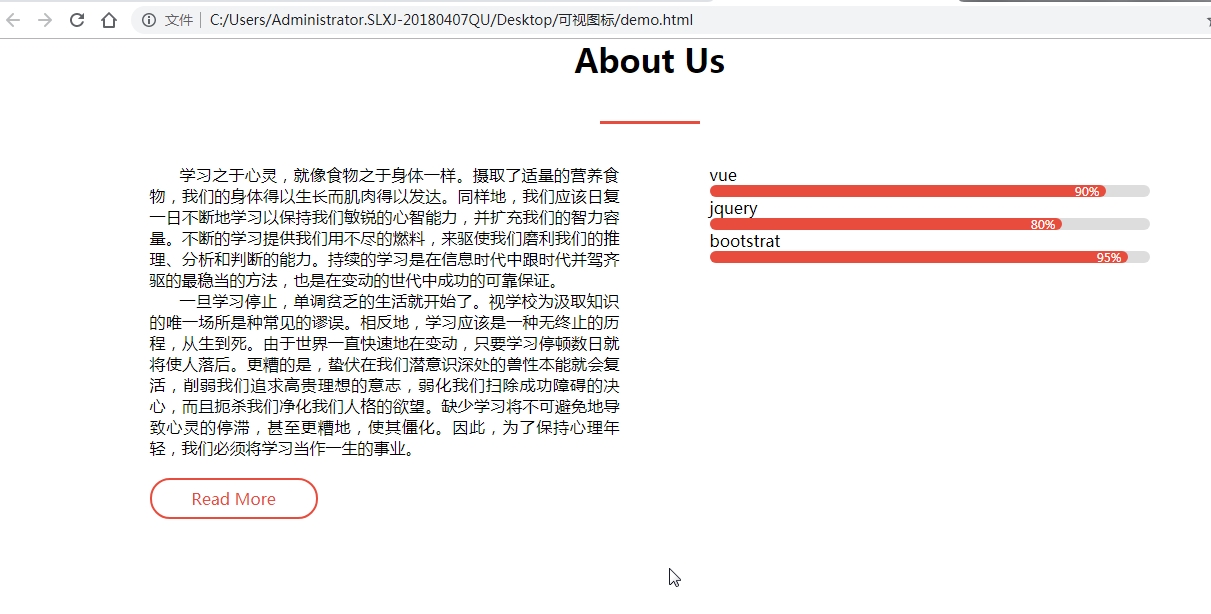 文件 C:/Users/Administrator.SLXJ-20180407QU/Desktop/可视图标/demo.html
About Us
学习之于心灵，就像食物之于身体一样。摄取了适量的营养食
物，我们的身体得以生长而肌肉得以发达。同样地，我们应该日复
一日不断地学习以保持我们敏锐的心智能力，并扩充我们的智力容
量。不断的学习提供我们用不尽的燃料，来驱使我们磨利我们的推
理、分析和判断的能力。持续的学习是在信息时代中跟时代并驾齐
驱的最稳当的方法，也是在变动的世代中成功的可靠保证。
一旦学习停止，单调贫乏的生活就开始了。视学校为汲取知识
的唯一场所是种常见的谬误。相反地，学习应该是一种无终止的历
程，从生到死。由于世界一直快速地在变动，只要学习停顿数日就
将使人落后。更糟的是，蛰伏在我们潜意识深处的兽性本能就会复
活，削弱我们追求高贵理想的意志，弱化我们扫除成功障碍的决
心，而且扼杀我们净化我们人格的欲望。缺少学习将不可避免地导
致心灵的停滞，甚至更糟地，使其僵化。因此，为了保持心理年
轻，我们必须将学习当作一生的事业。
Read More
vue
90%
jquery
80%
bootstrat
95%